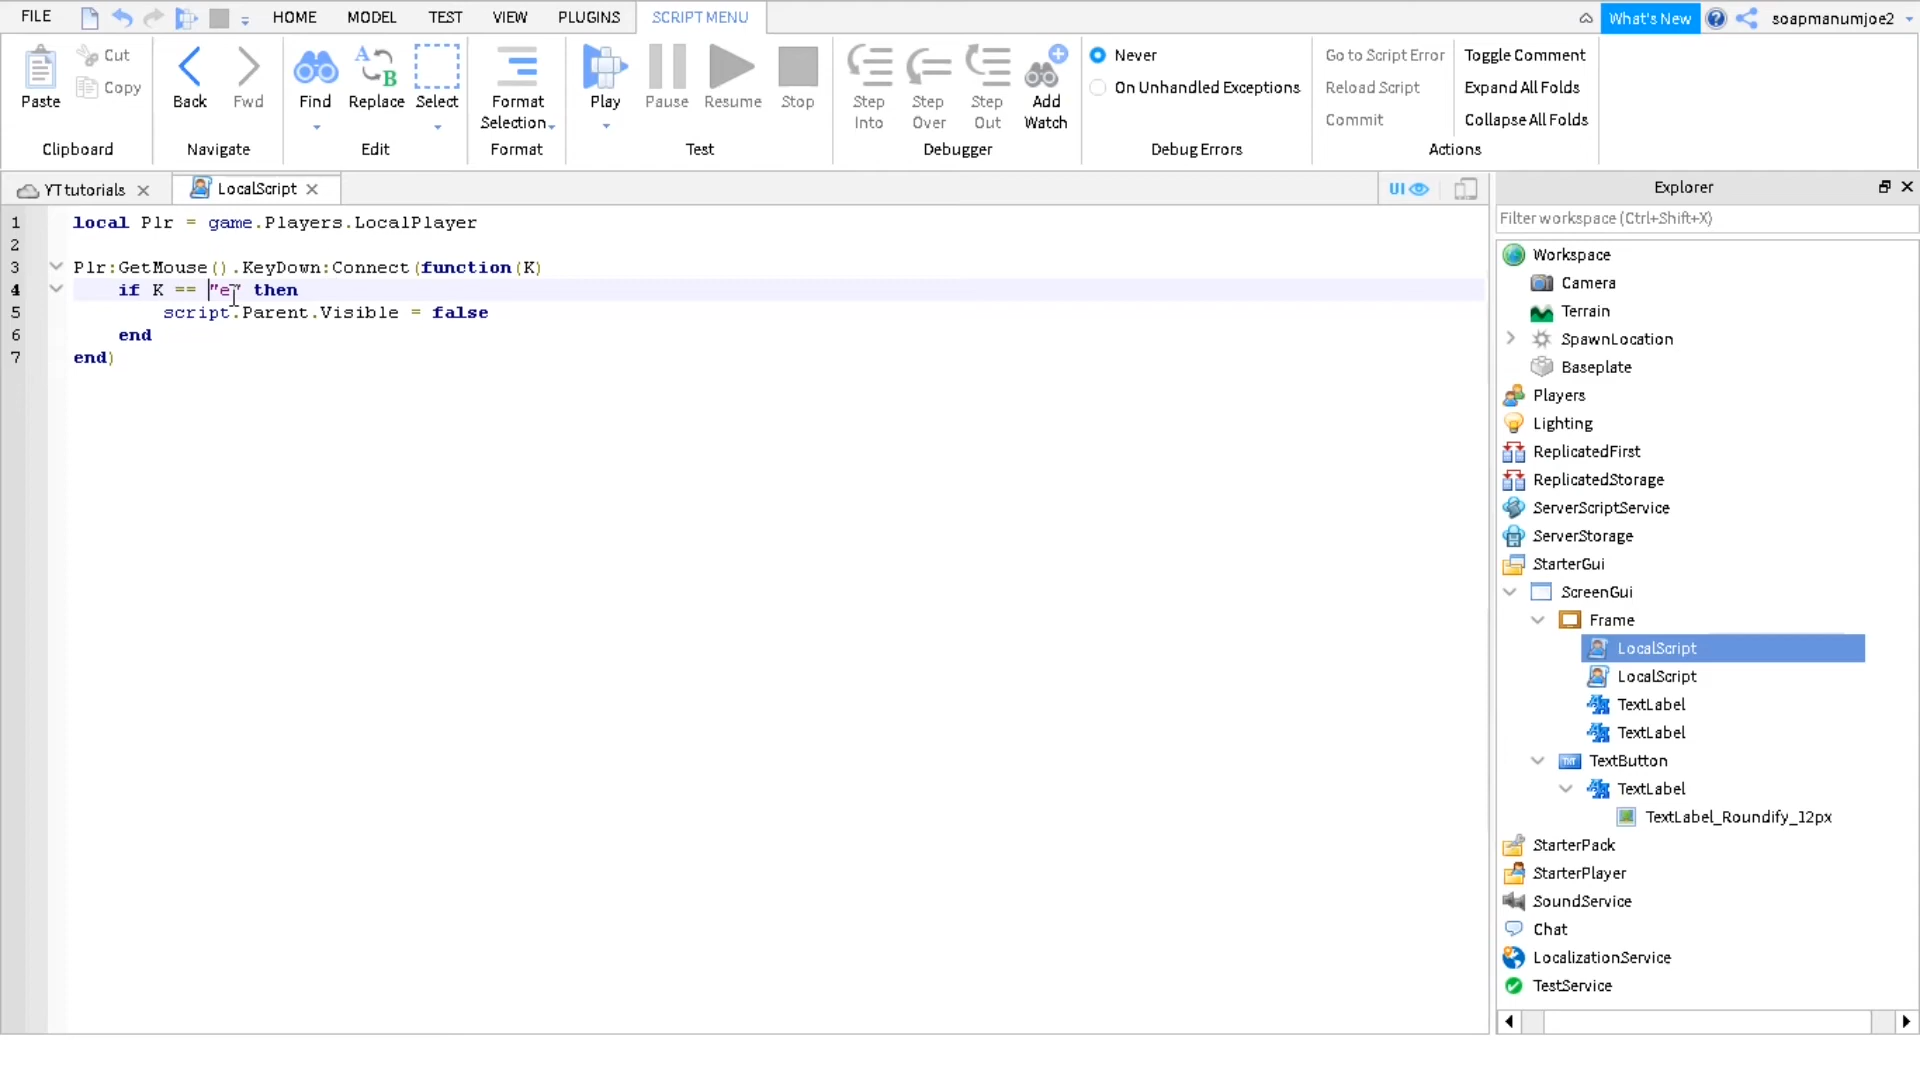 FILE HOME MODEL TEST VIEW PLUGINS SCRIPT MENU What's New soapmanumjoe2
Paste Cut Copy Clipboard
Back Fwd Navigate
Find Replace Select Edit
Format Selection Format
Play Pause Resume Stop Test
Step Into Step Over Step Out Add Watch Debugger
Never
On Unhandled Exceptions
Debug Errors
Go to Script Error
Reload Script
Commit
Toggle Comment
Expand All Folds
Collapse All Folds
Actions
YT tutorials LocalScript UI
1 local Plr = game.Players.LocalPlayer
2
3 Plr:GetMouse().KeyDown:Connect(function(K)
4 if K == "e" then
5 script.Parent.Visible = false
6 end
7 end)
Explorer
Filter workspace (Ctrl+Shift+X)
Workspace
Camera
Terrain
SpawnLocation
Baseplate
Players
Lighting
ReplicatedFirst
ReplicatedStorage
ServerScriptService
ServerStorage
StarterGui
ScreenGui
Frame
LocalScript
LocalScript
TextLabel
TextLabel
TextButton
TextLabel
TextLabel_Roundify_12px
StarterPack
StarterPlayer
SoundService
Chat
LocalizationService
TestService